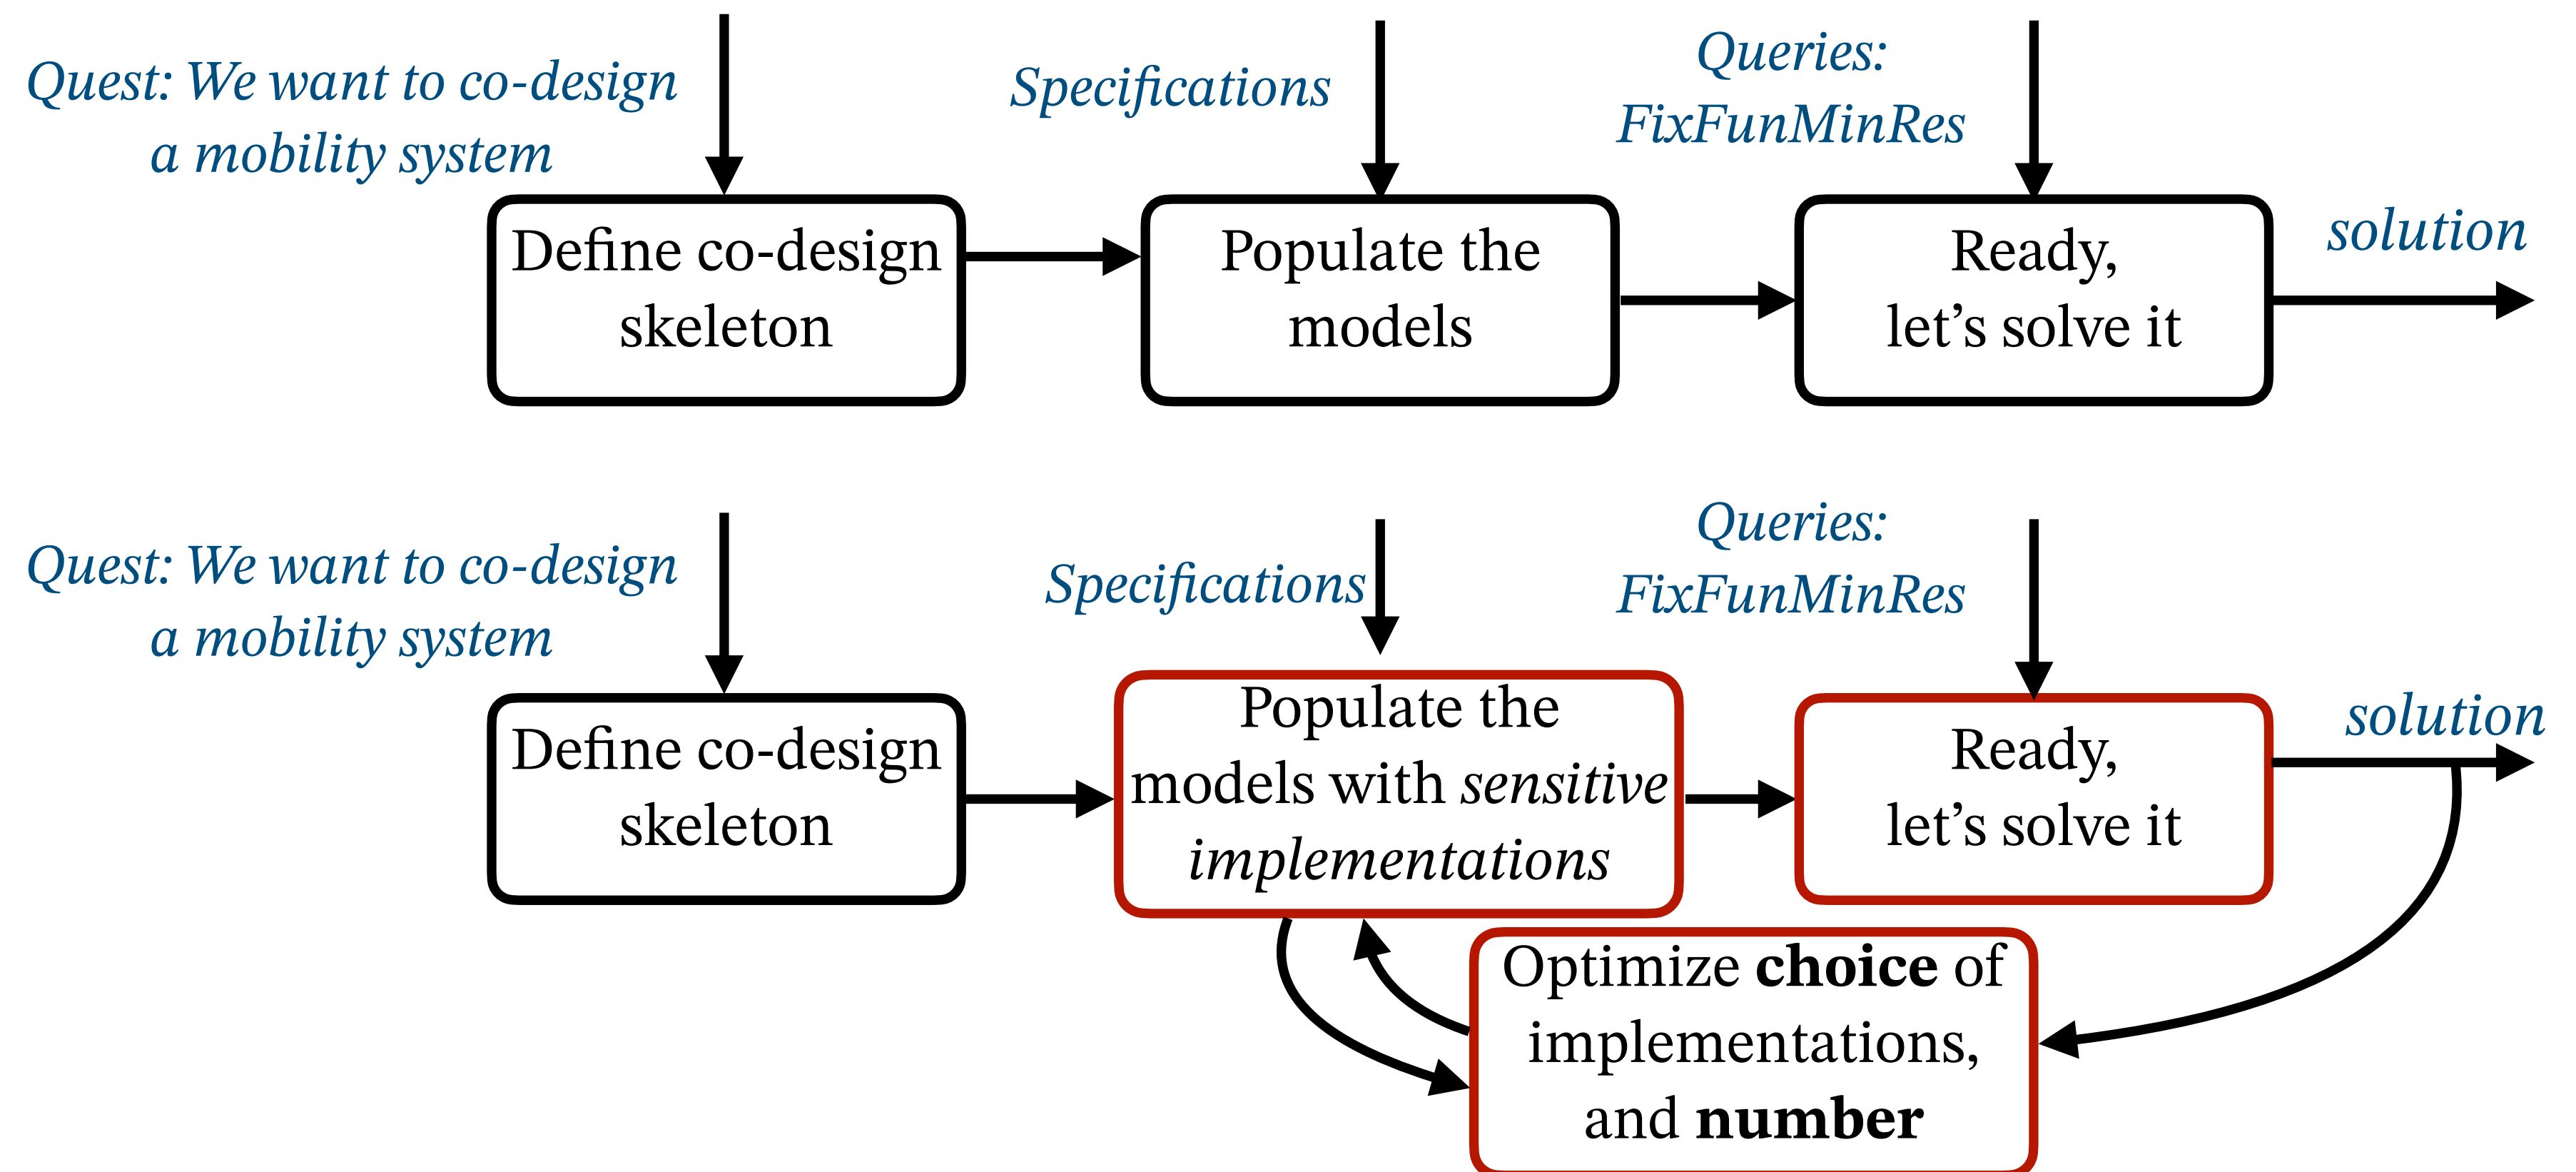 Quest: We want to co-design
a mobility system
Specifications
Queries:
FixFunMinRes
Define co-design
skeleton
Populate the
models
Ready,
let’s solve it
solution
Quest: We want to co-design
a mobility system
Specifications
Queries:
FixFunMinRes
Define co-design
skeleton
Populate the
models with sensitive
implementations
Ready,
let’s solve it
solution
Optimize choice of
implementations,
and number